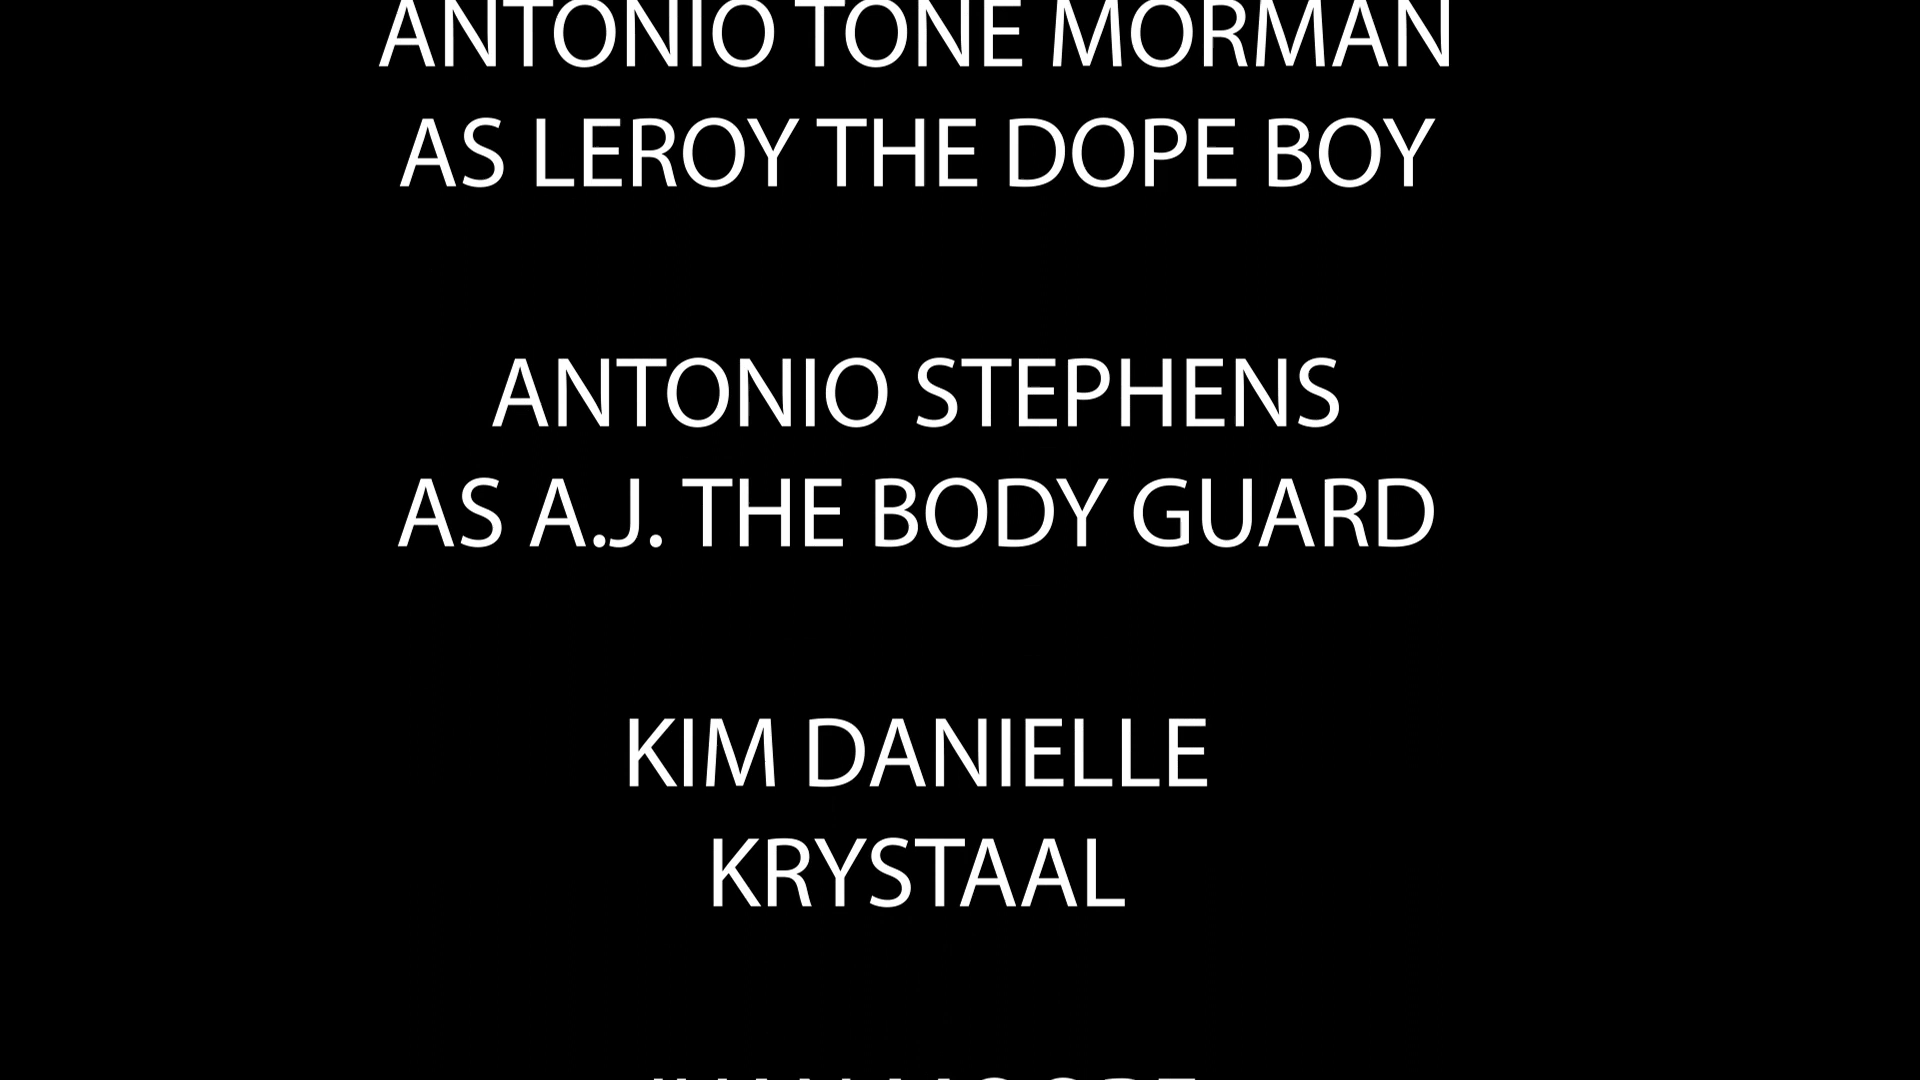 ANTONIO TONE MORMAN
AS LEROY THE DOPE BOY
ANTONIO STEPHENS
AS A.J. THE BODY GUARD
KIM DANIELLE
KRYSTAAL